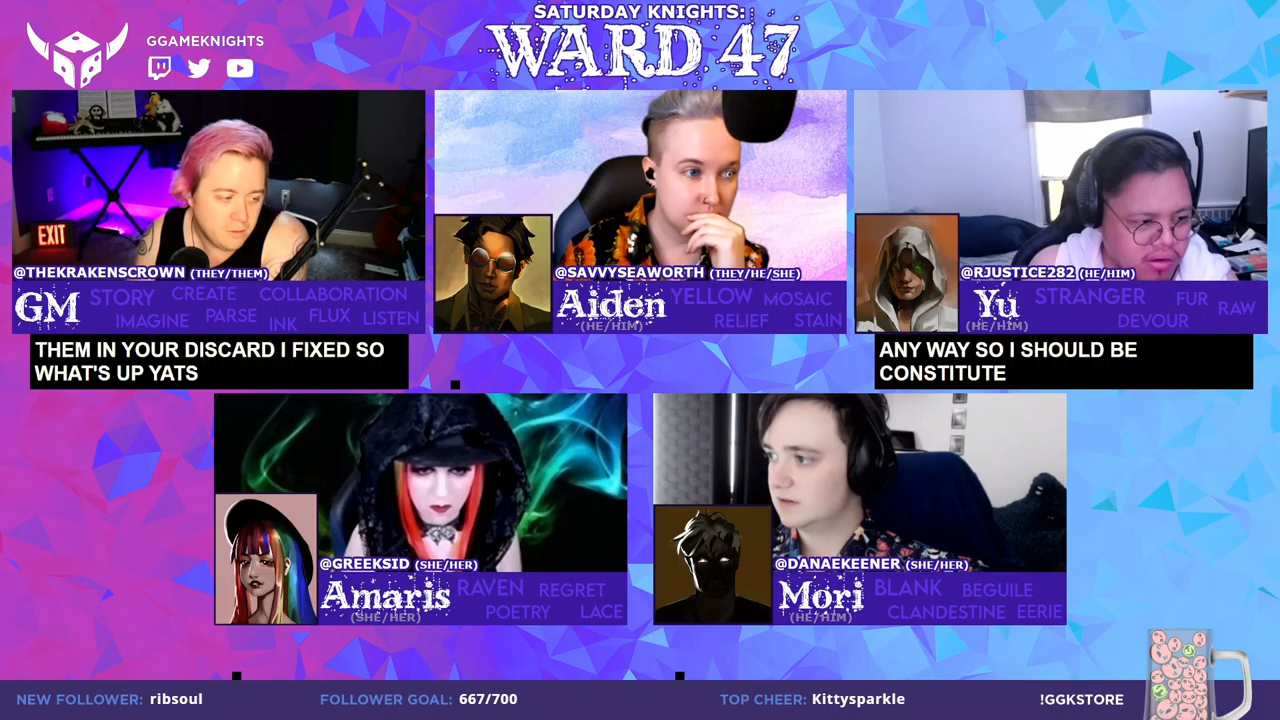 SATURDAY KNIGHTS:
WARD 47
GGAMEKNIGHTS
EXIT
@THEKRAKENSCROWN (THEY/THEM)
GM
STORY CREATE COLLABORATION
IMAGINE PARSE INK FLUX LISTEN
THEM IN YOUR DISCARD I FIXED SO
WHAT'S UP YATS
@SAVVYSEAWORTH (THEY/HE/SHE)
Aiden
(HE/HIM)
YELLOW MOSAIC
RELIEF STAIN
@RJUSTICE282 (HE/HIM)
Yu
(HE/HIM)
STRANGER FUR RAW
DEVOUR
ANY WAY SO I SHOULD BE
CONSTITUTE
@GREEKSID (SHE/HER)
Amaris
(SHE/HER)
RAVEN REGRET
POETRY LACE
@DANAEKEENER (SHE/HER)
Mori
(HE/HIM)
BLANK BEGUILE
CLANDESTINE EERIE
NEW FOLLOWER: ribsoul
FOLLOWER GOAL: 667/700
TOP CHEER: Kittysparkle
!GGKSTORE